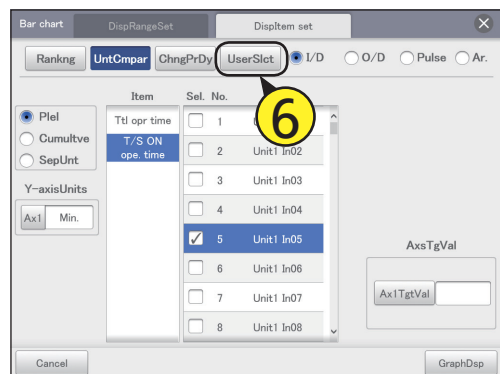 Bar chart DispRangeSet DispItem set
Rankng UntCmpar ChngPrDy UserSlct I/D O/D Pulse Ar.
Item Sel. No.
Plel
Cumultve
SepUnt
Y-axisUnits
Ax1 Min.
Ttl opr time
T/S ON
ope. time
1
2 Unit1 In02
3 Unit1 In03
4 Unit1 In04
5 Unit1 In05
6 Unit1 In06
7 Unit1 In07
8 Unit1 In08
6
AxsTgVal
Ax1TgtVal
Cancel GraphDsp